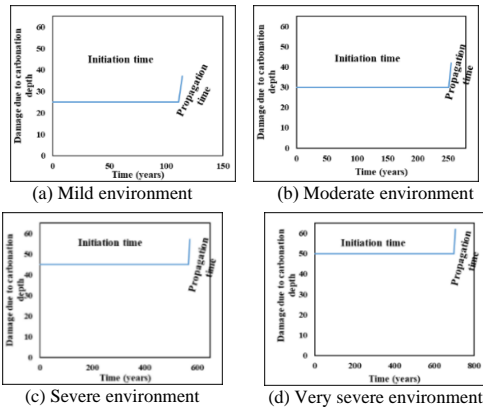 Damage due to carbonation depth
60
50
40
30
20
10
0
Initiation time
Propagation time
0
50
100
150
Time (years)
(a) Mild environment
Damage due to carbonation depth
60
50
40
30
20
10
0
Initiation time
Propagation time
0
50
100
150
200
250
Time (years)
(b) Moderate environment
Damage due to carbonation depth
60
50
40
30
20
10
0
Initiation time
Propagation time
0
200
400
600
Time (years)
(c) Severe environment
Damage due to carbonation depth
60
50
40
30
20
10
0
Initiation time
Propagation time
0
200
400
600
800
Time (years)
(d) Very severe environment